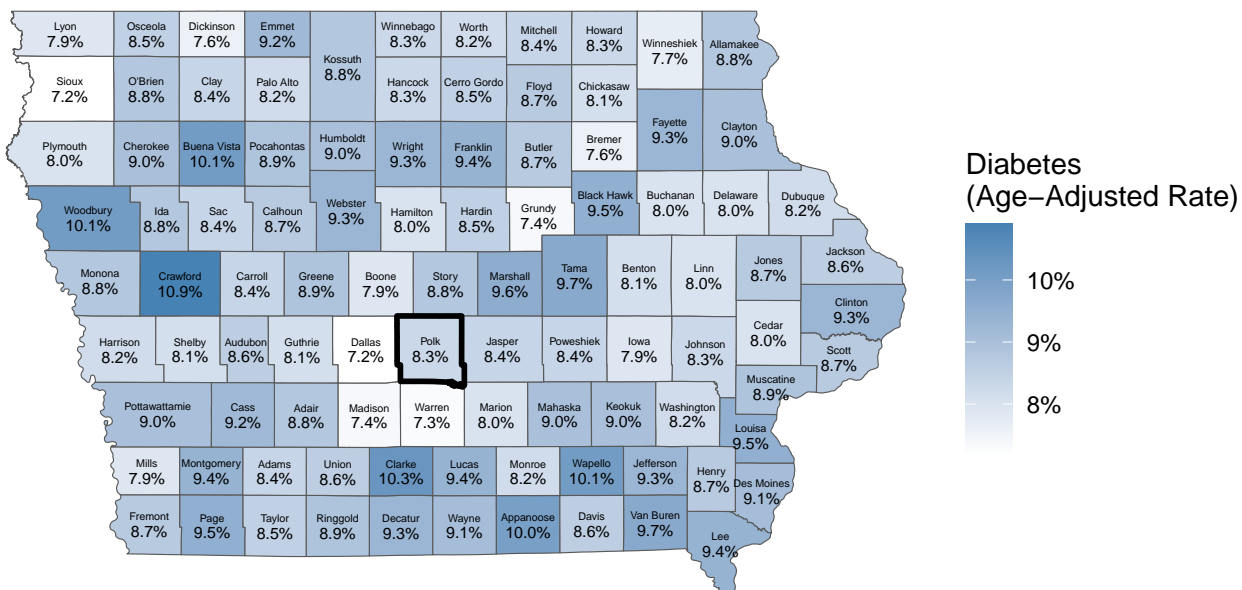 Lyon
7.9%
Osceola
8.5%
Dickinson
7.6%
Emmet
9.2%
Kossuth
8.8%
Winnebago
8.3%
Worth
8.2%
Mitchell
8.4%
Howard
8.3%
Winneshiek
7.7%
Allamakee
8.8%
Sioux
7.2%
O'Brien
8.8%
Clay
8.4%
Palo Alto
8.2%
Hancock
8.3%
Cerro Gordo
8.5%
Floyd
8.7%
Chickasaw
8.1%
Plymouth
8.0%
Cherokee
9.0%
Buena Vista
10.1%
Pocahontas
8.9%
Humboldt
9.0%
Wright
9.3%
Franklin
9.4%
Butler
8.7%
Bremer
7.6%
Fayette
9.3%
Clayton
9.0%
Woodbury
10.1%
Ida
8.8%
Sac
8.4%
Calhoun
8.7%
Webster
9.3%
Hamilton
8.0%
Hardin
8.5%
Grundy
7.4%
Black Hawk
9.5%
Buchanan
8.0%
Delaware
8.0%
Dubuque
8.2%
Monona
8.8%
Crawford
10.9%
Carroll
8.4%
Greene
8.9%
Boone
7.9%
Story
8.8%
Marshall
9.6%
Tama
9.7%
Benton
8.1%
Linn
8.0%
Jones
8.7%
Jackson
8.6%
Clinton
9.3%
Harrison
8.2%
Shelby
8.1%
Audubon
8.6%
Guthrie
8.1%
Dallas
7.2%
Polk
8.3%
Jasper
8.4%
Poweshiek
8.4%
Iowa
7.9%
Johnson
8.3%
Cedar
8.0%
Scott
8.7%
Muscatine
8.9%
Pottawattamie
9.0%
Cass
9.2%
Adair
8.8%
Madison
7.4%
Warren
7.3%
Marion
8.0%
Mahaska
9.0%
Keokuk
9.0%
Washington
8.2%
Louisa
9.5%
Mills
7.9%
Montgomery
9.4%
Adams
8.4%
Union
8.6%
Clarke
10.3%
Lucas
9.4%
Monroe
8.2%
Wapello
10.1%
Jefferson
9.3%
Henry
8.7%
Des Moines
9.1%
Fremont
8.7%
Page
9.5%
Taylor
8.5%
Ringgold
8.9%
Decatur
9.3%
Wayne
9.1%
Appanoose
10.0%
Davis
8.6%
Van Buren
9.7%
Lee
9.4%
Diabetes
(Age−Adjusted Rate)
10%
9%
8%